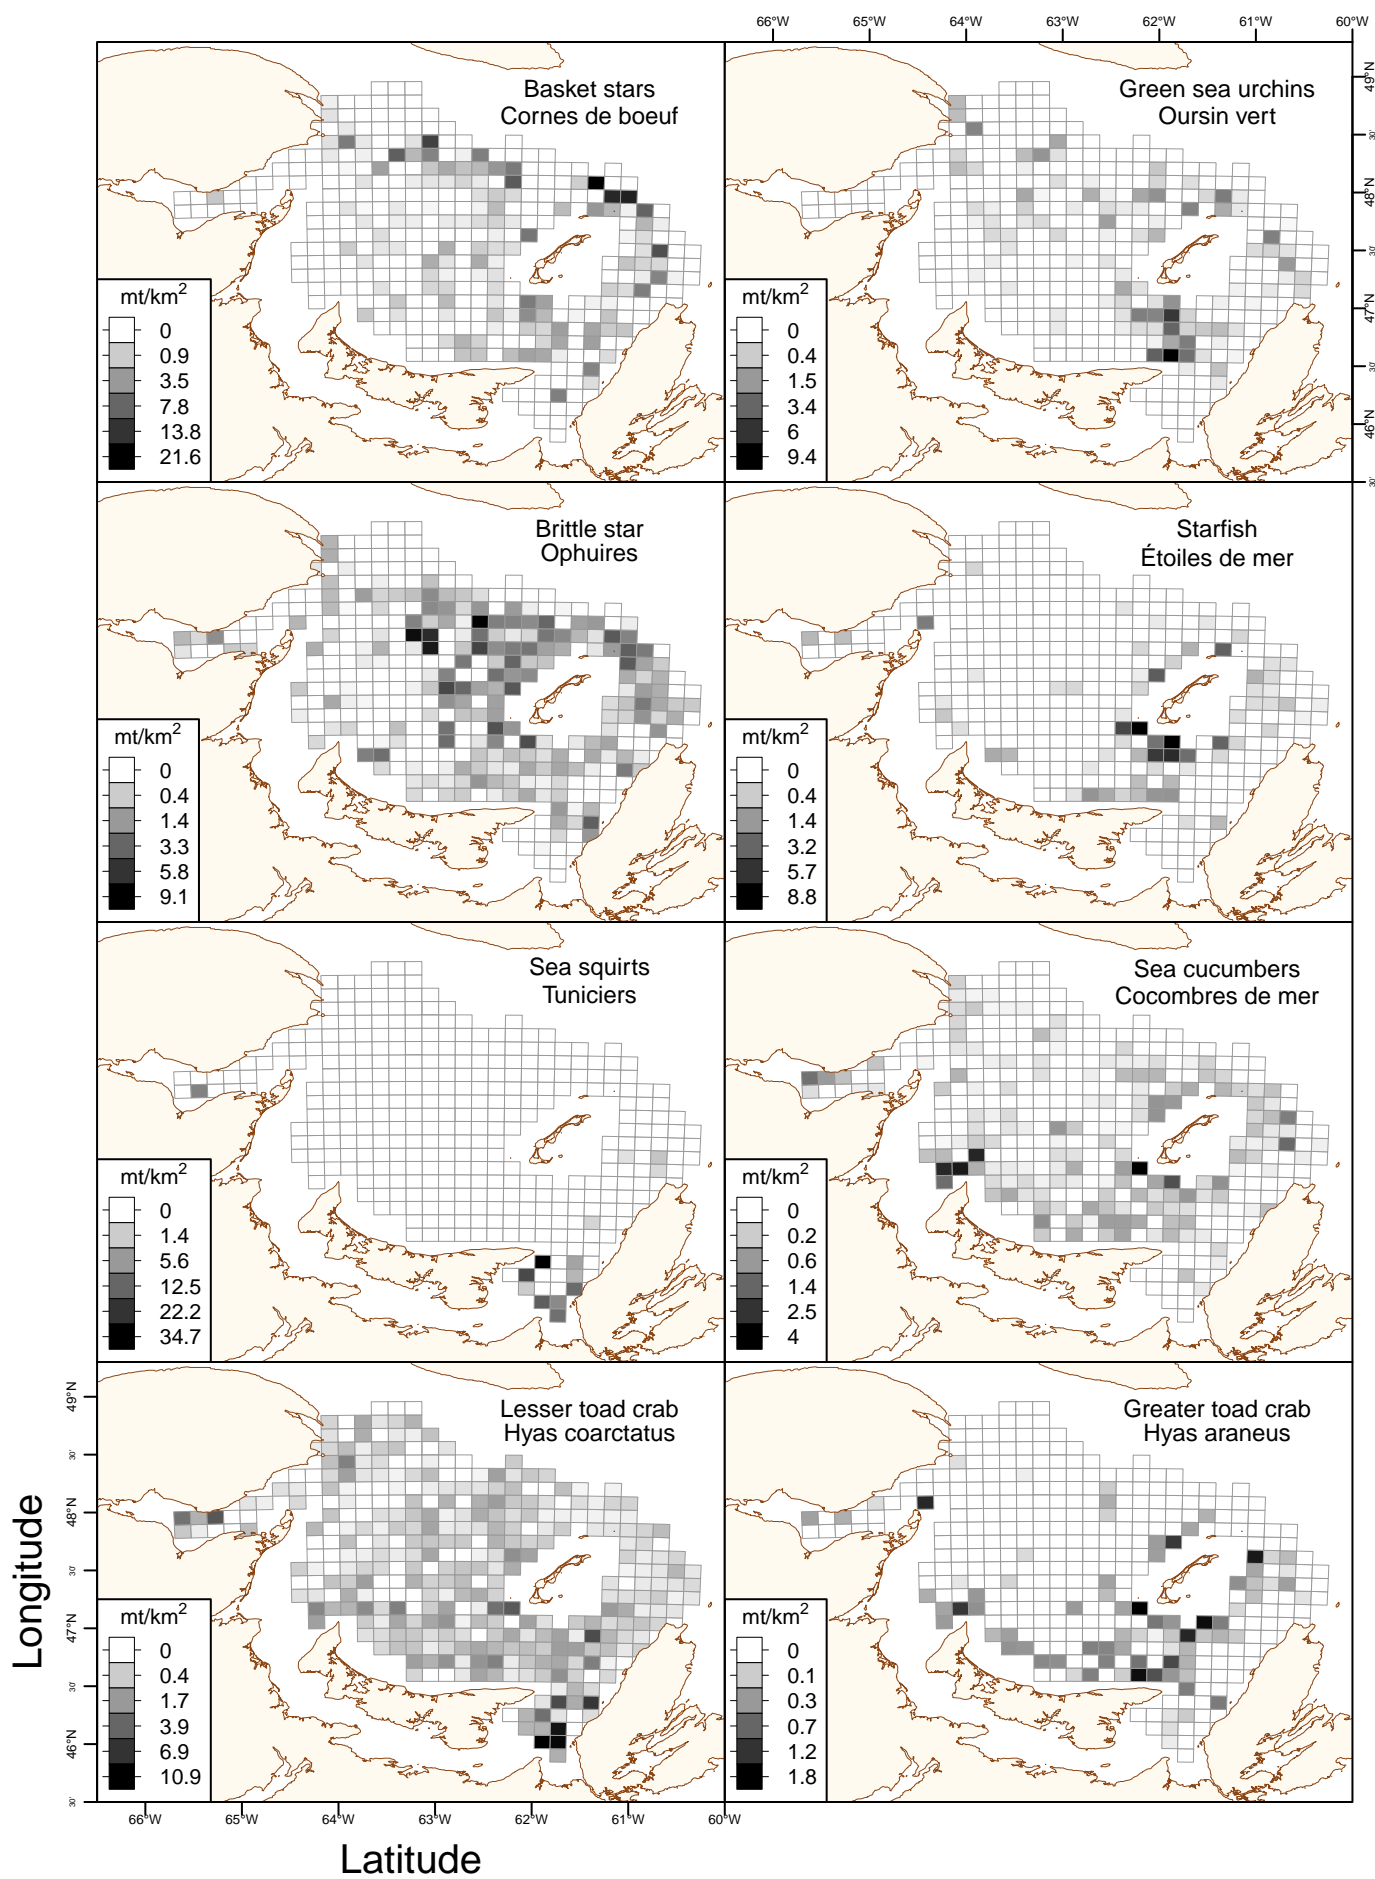 66°W 65°W 64°W 63°W 62°W 61°W 60°W
Basket stars
Cornes de boeuf
mt/km2
0
0.9
3.5
7.8
13.8
21.6
Green sea urchins
Oursin vert
mt/km2
0
0.4
1.5
3.4
6
9.4
49°N
30'
48°N
30'
47°N
30'
46°N
30'
Brittle star
Ophuires
mt/km2
0
0.4
1.4
3.3
5.8
9.1
Starfish
Étoiles de mer
mt/km2
0
0.4
1.4
3.2
5.7
8.8
Sea squirts
Tuniciers
mt/km2
0
1.4
5.6
12.5
22.2
34.7
Sea cucumbers
Cocombres de mer
mt/km2
0
0.2
0.6
1.4
2.5
4
Lesser toad crab
Hyas coarctatus
mt/km2
0
0.4
1.7
3.9
6.9
10.9
Greater toad crab
Hyas araneus
mt/km2
0
0.1
0.3
0.7
1.2
1.8
49°N
30'
48°N
30'
47°N
30'
46°N
30'
Longitude
66°W 65°W 64°W 63°W 62°W 61°W 60°W
Latitude